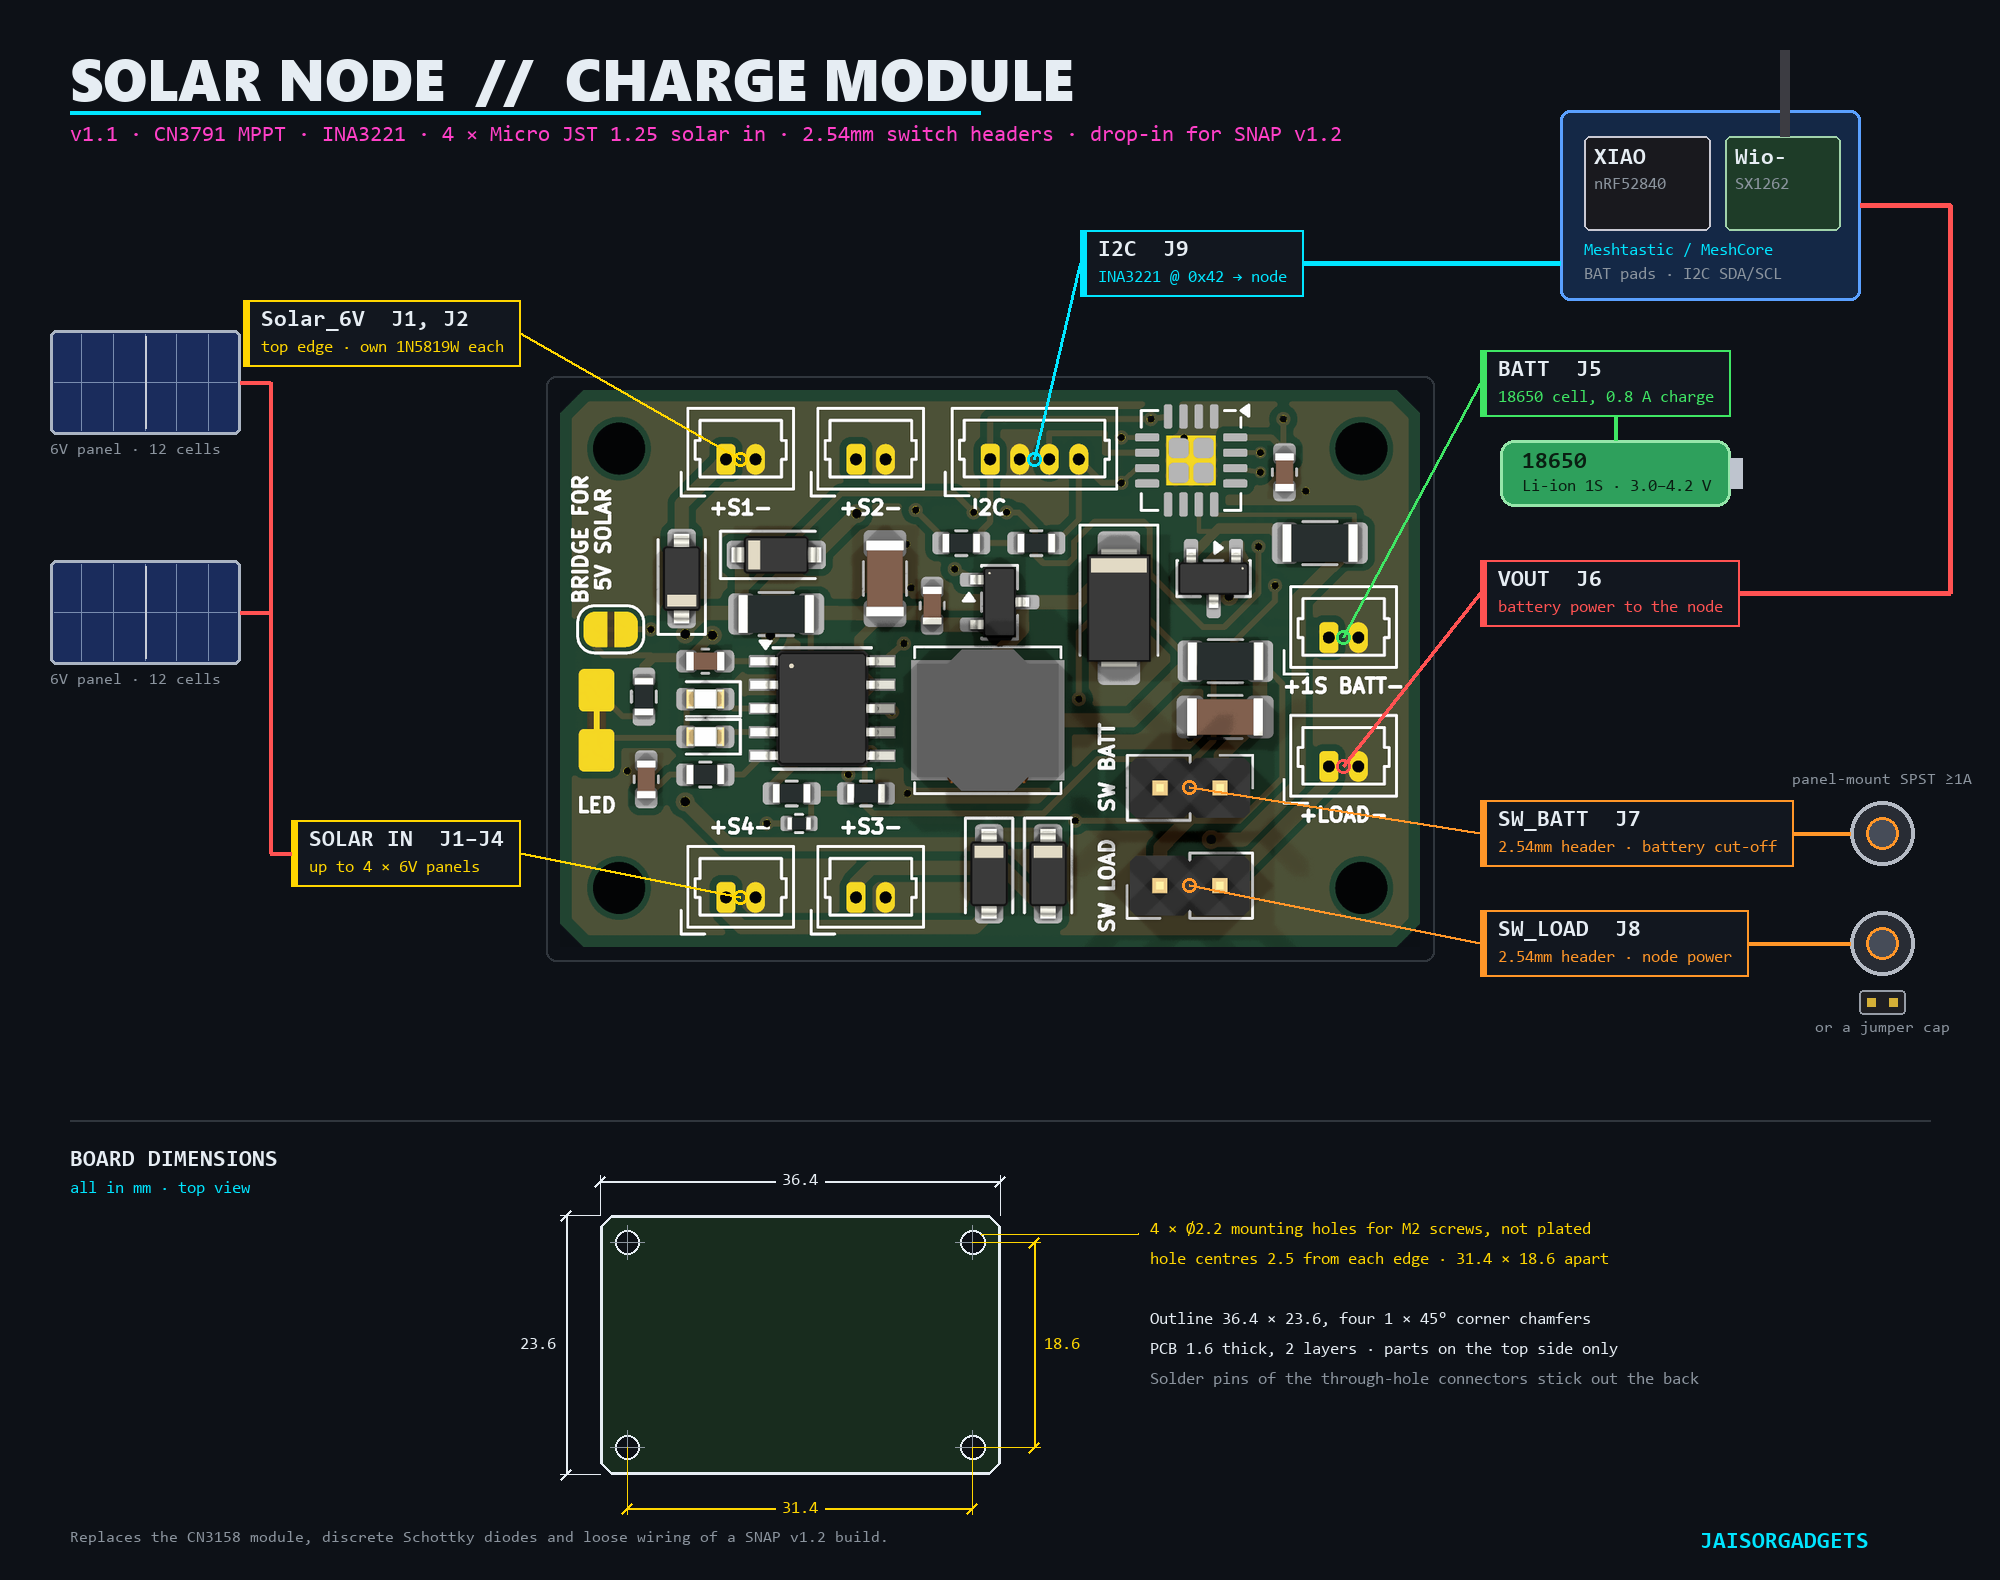 SOLAR NODE // CHARGE MODULE
v1.1 · CN3791 MPPT · INA3221 · 4 × Micro JST 1.25 solar in · 2.54mm switch headers · drop-in for SNAP v1.2
XIAO
nRF52840
Wio-
SX1262
Meshtastic / MeshCore
BAT pads · I2C SDA/SCL
I2C J9
INA3221 @ 0x42 → node
Solar_6V J1, J2
top edge · own 1N5819W each
6V panel · 12 cells
BATT J5
18650 cell, 0.8 A charge
18650
Li-ion 1S · 3.0–4.2 V
+S1-
+S2-
I2C
BRIDGE FOR
5V SOLAR
VOUT J6
battery power to the node
6V panel · 12 cells
+1S BATT-
SW BATT
+LOAD-
LED
+S4-
+S3-
SW LOAD
SOLAR IN J1–J4
up to 4 × 6V panels
panel-mount SPST ≥1A
SW_BATT J7
2.54mm header · battery cut-off
SW_LOAD J8
2.54mm header · node power
or a jumper cap
BOARD DIMENSIONS
all in mm · top view
36.4
23.6
18.6
31.4
4 × Ø2.2 mounting holes for M2 screws, not plated
hole centres 2.5 from each edge · 31.4 × 18.6 apart
Outline 36.4 × 23.6, four 1 × 45° corner chamfers
PCB 1.6 thick, 2 layers · parts on the top side only
Solder pins of the through-hole connectors stick out the back
Replaces the CN3158 module, discrete Schottky diodes and loose wiring of a SNAP v1.2 build.
JAISORGADGETS